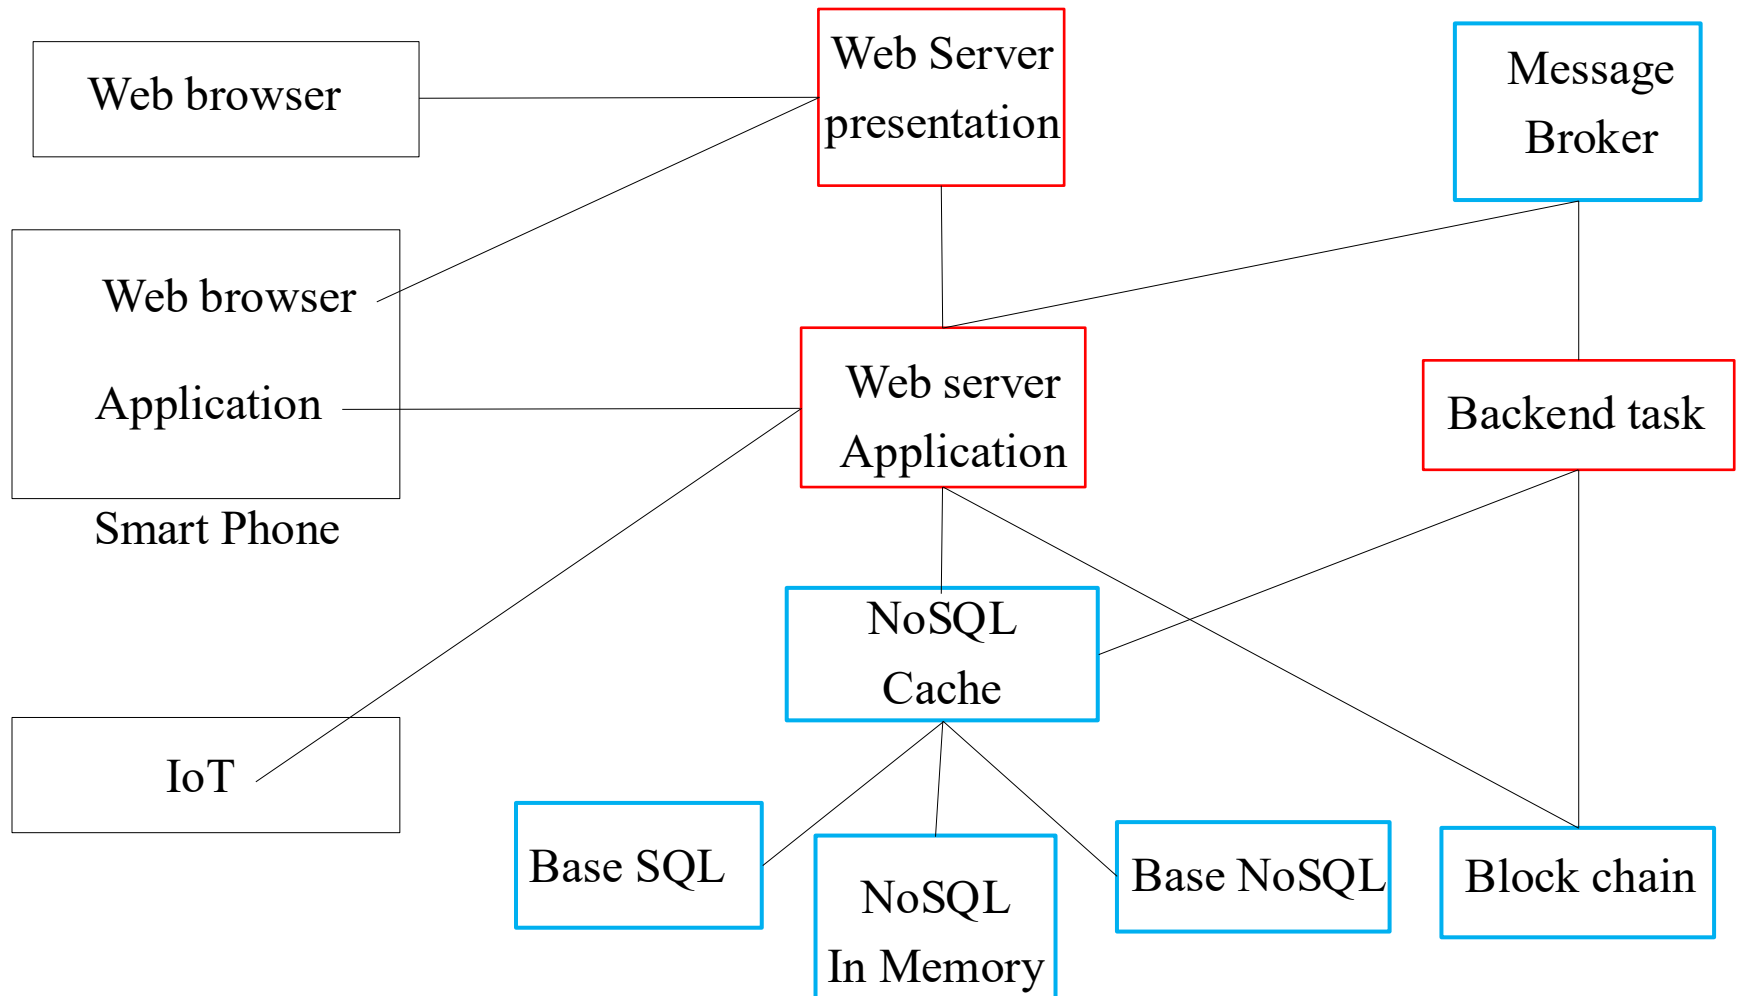 Web browser
Web Server
presentation
Message
Broker
Web browser
Application
Smart Phone
Web server
Application
Backend task
NoSQL
Cache
IoT
Base SQL
NoSQL
In Memory
Base NoSQL
Block chain